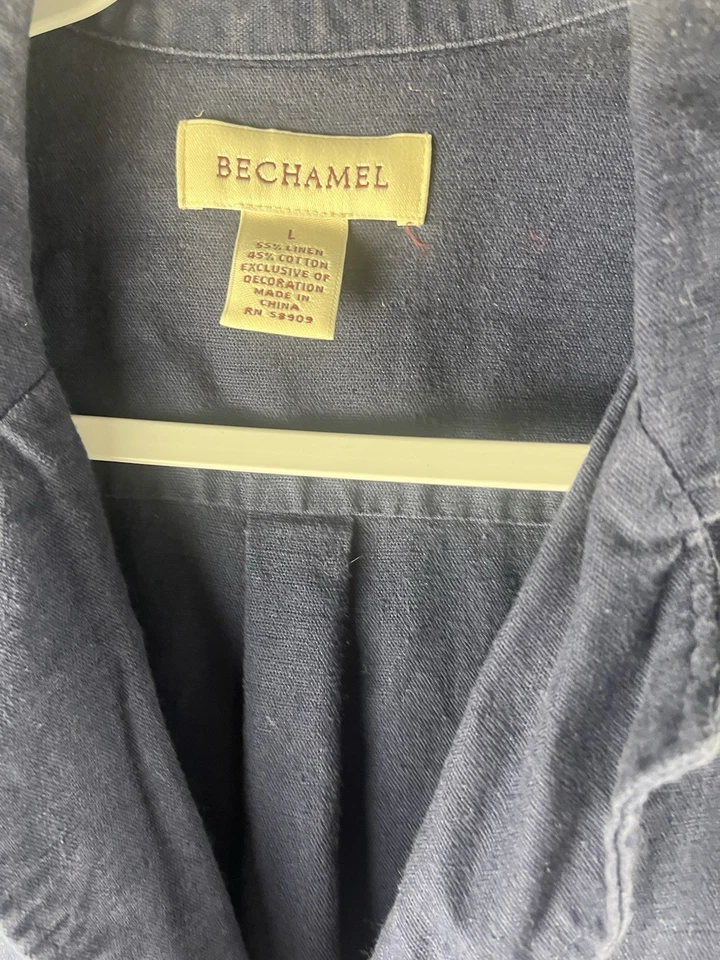 BECHAMEL
L
55% LINEN
45% COTTON
EXCLUSIVE OF
DECORATION
MADE IN
CHINA
RN 58909